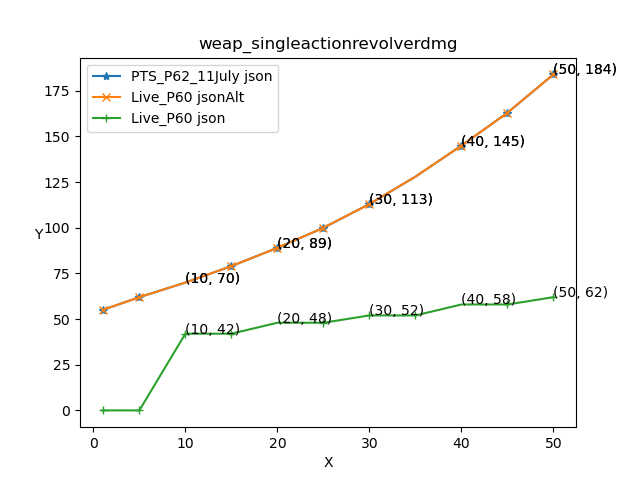 weap_singleactionrevolverdmg
PTS_P62_11July json
Live_P60 jsonAlt
Live_P60 json
(50, 184)
(40, 145)
(30, 113)
(20, 89)
(10, 70)
(50, 62)
(40, 58)
(30, 52)
(20, 48)
(10, 42)
Y
175
150
125
100
75
50
25
0
0 10 20 30 40 50
X